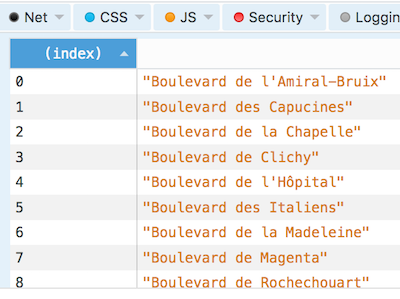 Net CSS JS Security Loggin
(index)
0 "Boulevard de l'Amiral-Bruix"
1 "Boulevard des Capucines"
2 "Boulevard de la Chapelle"
3 "Boulevard de Clichy"
4 "Boulevard de l'Hôpital"
5 "Boulevard des Italiens"
6 "Boulevard de la Madeleine"
7 "Boulevard de Magenta"
8 "Boulevard de Rochechouart"